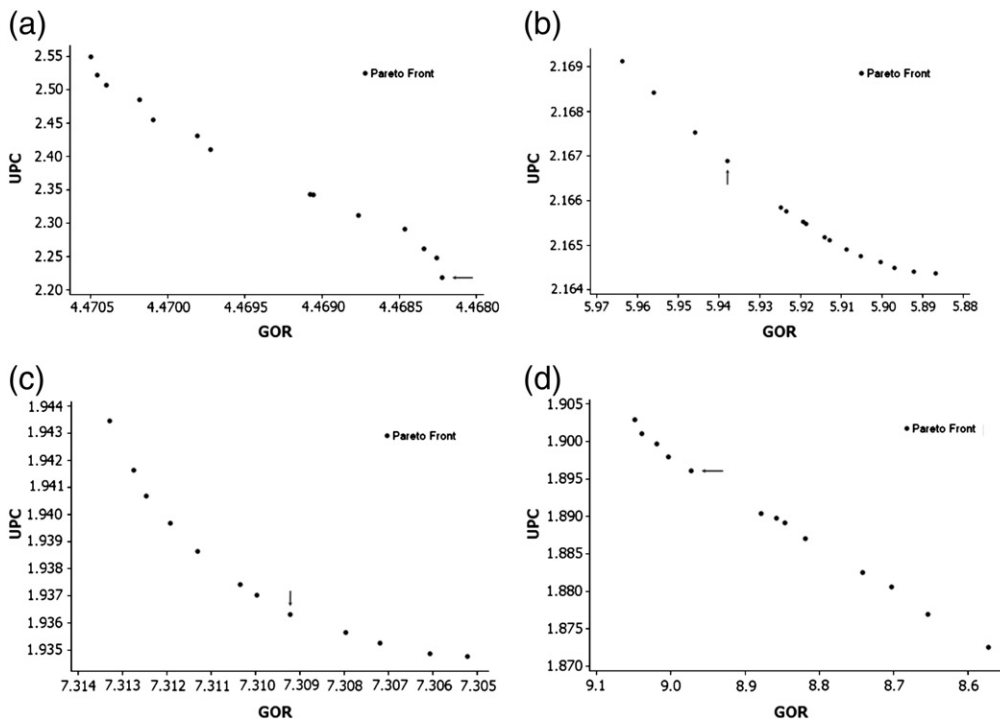 (a)
2.55
2.50
2.45
2.40
2.35
2.30
2.25
2.20
UPC
Pareto Front
4.4705 4.4700 4.4695 4.4690 4.4685 4.4680
GOR
(b)
2.169
2.168
2.167
2.166
2.165
2.164
UPC
Pareto Front
5.97 5.96 5.95 5.94 5.93 5.92 5.91 5.90 5.89 5.88
GOR
(c)
1.944
1.943
1.942
1.941
1.940
1.939
1.938
1.937
1.936
1.935
UPC
Pareto Front
7.314 7.313 7.312 7.311 7.310 7.309 7.308 7.307 7.306 7.305
GOR
(d)
1.905
1.900
1.895
1.890
1.885
1.880
1.875
1.870
UPC
Pareto Front
9.1 9.0 8.9 8.8 8.7 8.6
GOR